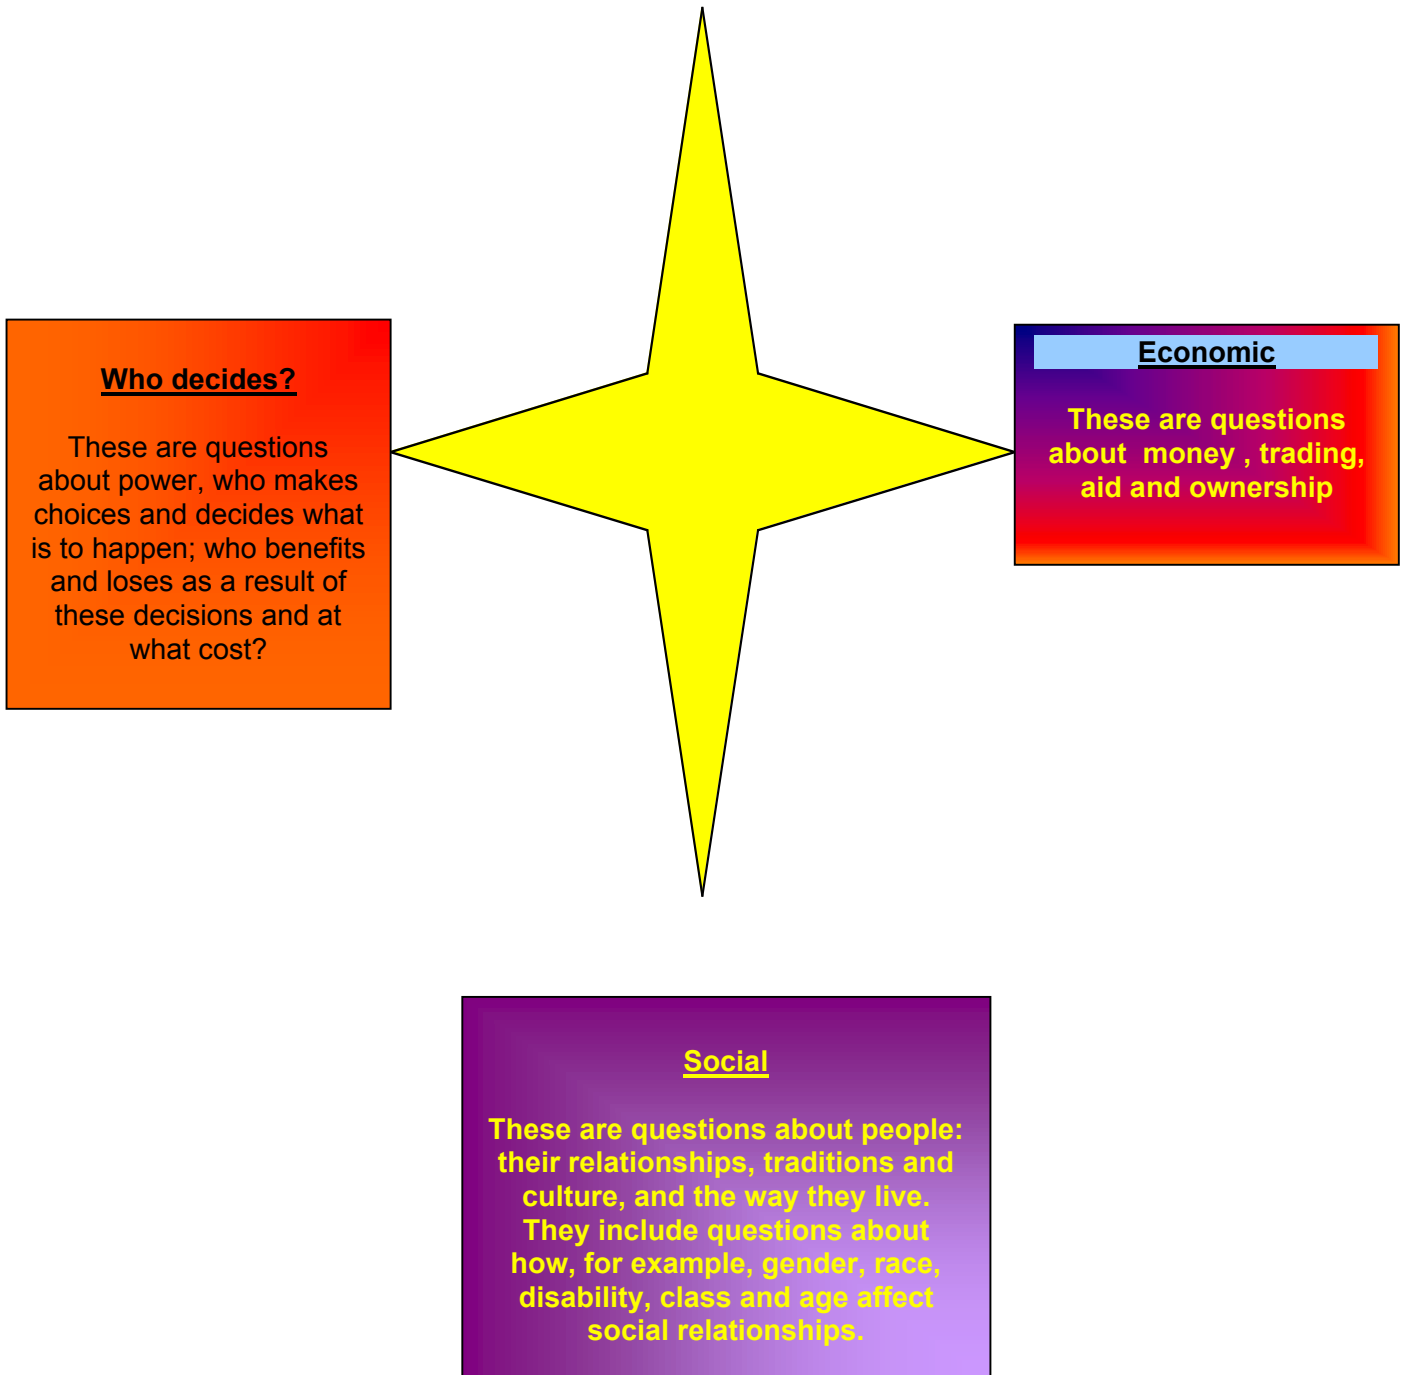 Who decides?
These are questions
about power, who makes
choices and decides what
is to happen; who benefits
and loses as a result of
these decisions and at
what cost?
Economic
These are questions
about  money , trading,
aid and ownership
Social
These are questions about people:
their relationships, traditions and
culture, and the way they live.
They include questions about
how, for example, gender, race,
disability, class and age affect
social relationships.